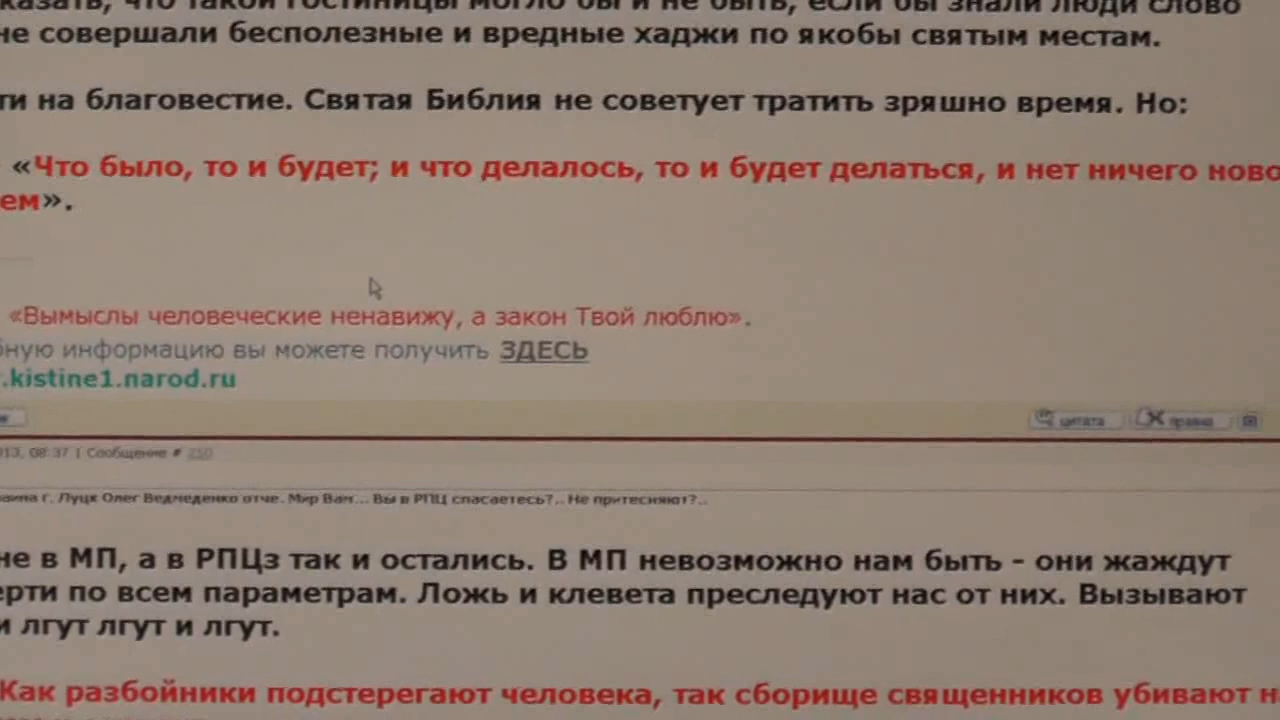 казать, что такой гостиницы могло бы и не быть, если бы знали люди слово
не совершали бесполезные и вредные хаджи по якобы святым местам.
ти на благовестие. Святая Библия не советует тратить зряшно время. Но:
«Что было, то и будет; и что делалось, то и будет делаться, и нет ничего ново
ем».
«Вымыслы человеческие ненавижу, а закон Твой люблю».
бную информацию вы можете получить ЗДЕСЬ
.kistine1.narod.ru
цитата правка
013, 08:37 | Сообщение # 250
аина г. Луцк Олег Ведмеденко отче. Мир Вам... Вы в РПЦ спасаетесь?.. Не притесняют?..
не в МП, а в РПЦз так и остались. В МП невозможно нам быть - они жаждут
ерти по всем параметрам. Ложь и клевета преследуют нас от них. Вызывают
и лгут лгут и лгут.
Как разбойники подстерегают человека, так сборище священников убивают н